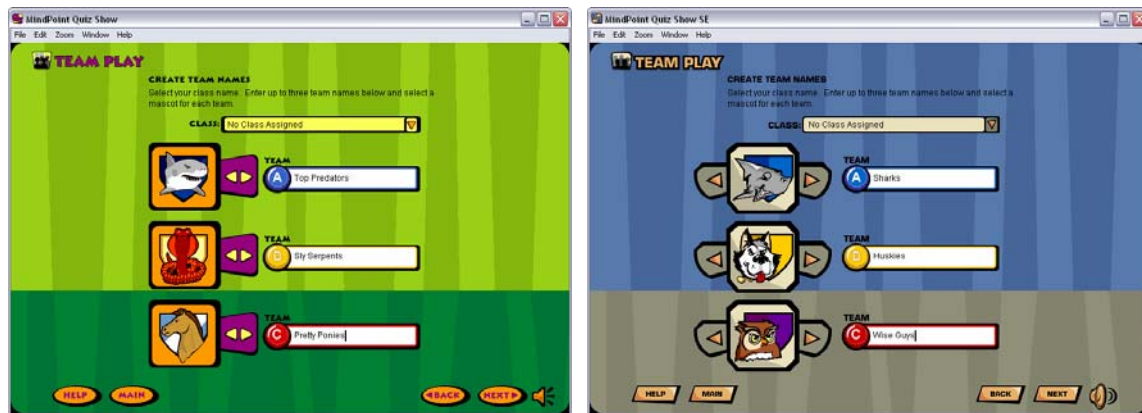 MindPoint Quiz Show
File Edit Zoom Window Help
TEAM PLAY
CREATE TEAM NAMES
Select your class name. Enter up to three team names below and select a
mascot for each team.
CLASS: No Class Assigned
TEAM
A Top Predators
TEAM
B Sly Serpents
TEAM
C Pretty Ponies
HELP MAIN BACK NEXT
MindPoint Quiz Show SE
File Edit Zoom Window Help
TEAM PLAY
CREATE TEAM NAMES
Select your class name. Enter up to three team names below and select a
mascot for each team.
CLASS: No Class Assigned
TEAM
A Sharks
TEAM
B Huskies
TEAM
C Wise Guys
HELP MAIN BACK NEXT